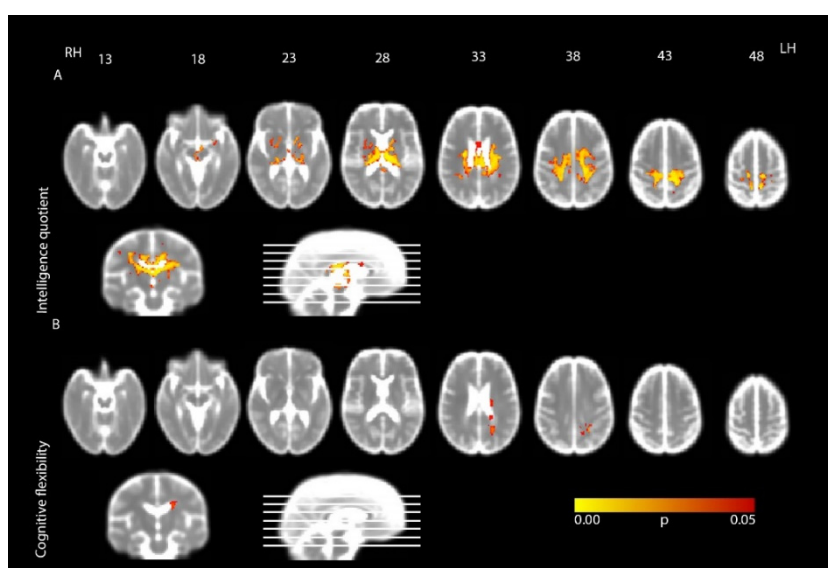 RH 13 18 23 28 33 38 43 48 LH
A
Intelligence quotient
B
Cognitive flexibility
0.00 p 0.05